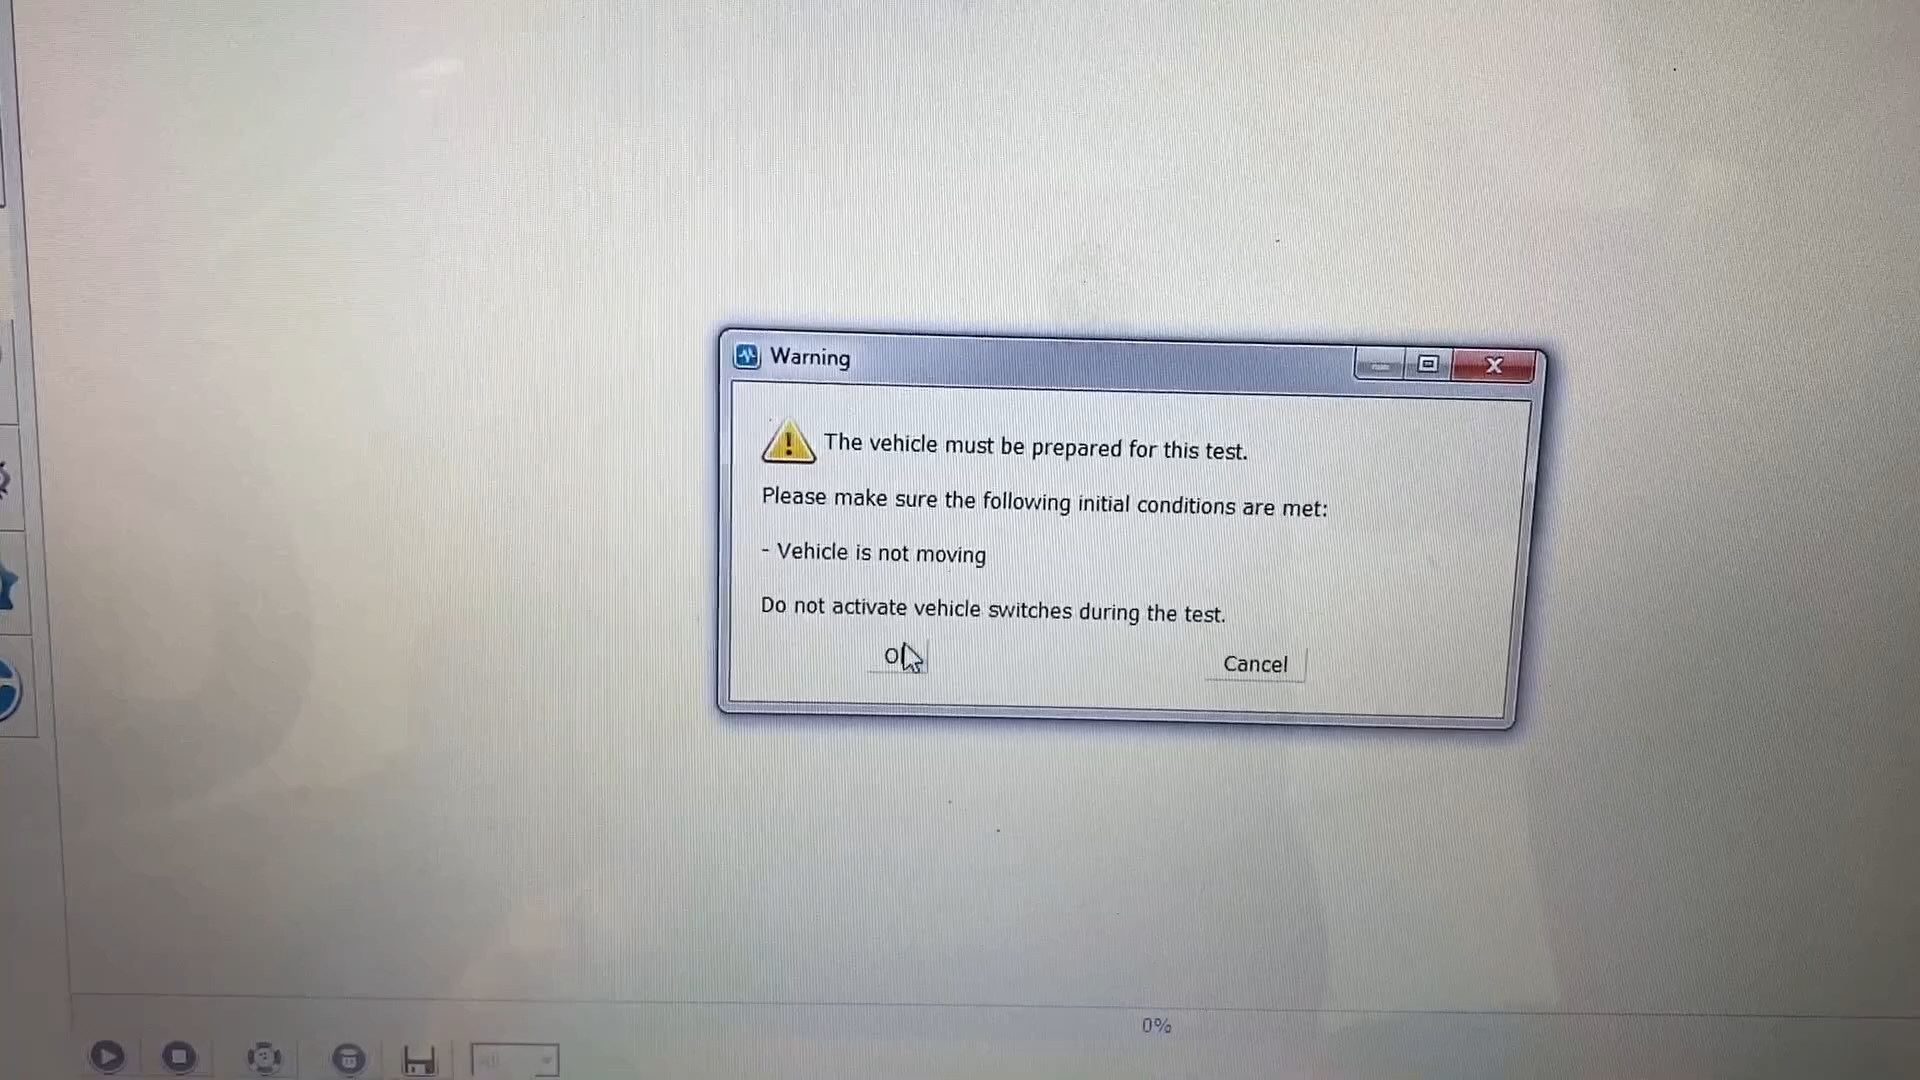 Warning
The vehicle must be prepared for this test.
Please make sure the following initial conditions are met:
- Vehicle is not moving
Do not activate vehicle switches during the test.
Cancel
0%